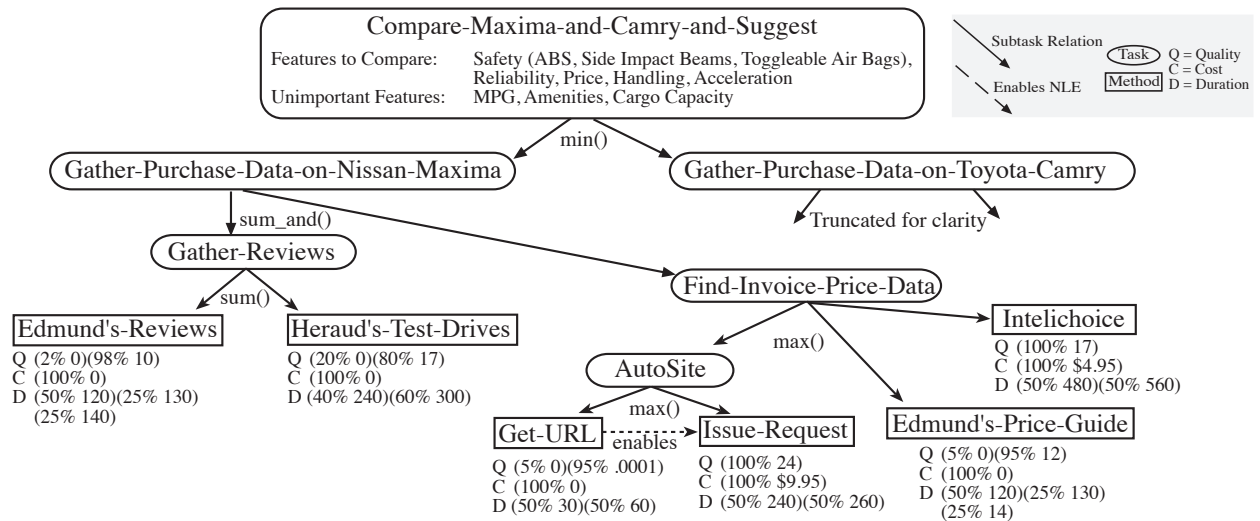 Compare-Maxima-and-Camry-and-Suggest
Features to Compare: Safety (ABS, Side Impact Beams, Toggleable Air Bags),
Reliability, Price, Handling, Acceleration
Unimportant Features: MPG, Amenities, Cargo Capacity
Subtask Relation
Enables NLE
Task
Method
Q = Quality
C = Cost
D = Duration
min()
Gather-Purchase-Data-on-Nissan-Maxima
Gather-Purchase-Data-on-Toyota-Camry
Truncated for clarity
sum_and()
Gather-Reviews
Find-Invoice-Price-Data
sum()
Edmund's-Reviews
Q (2% 0)(98% 10)
C (100% 0)
D (50% 120)(25% 130)
(25% 140)
Heraud's-Test-Drives
Q (20% 0)(80% 17)
C (100% 0)
D (40% 240)(60% 300)
max()
Intelichoice
Q (100% 17)
C (100% $4.95)
D (50% 480)(50% 560)
AutoSite
max()
Get-URL
enables
Issue-Request
Q (5% 0)(95% .0001)
C (100% 0)
D (50% 30)(50% 60)
Q (100% 24)
C (100% $9.95)
D (50% 240)(50% 260)
Edmund's-Price-Guide
Q (5% 0)(95% 12)
C (100% 0)
D (50% 120)(25% 130)
(25% 14)